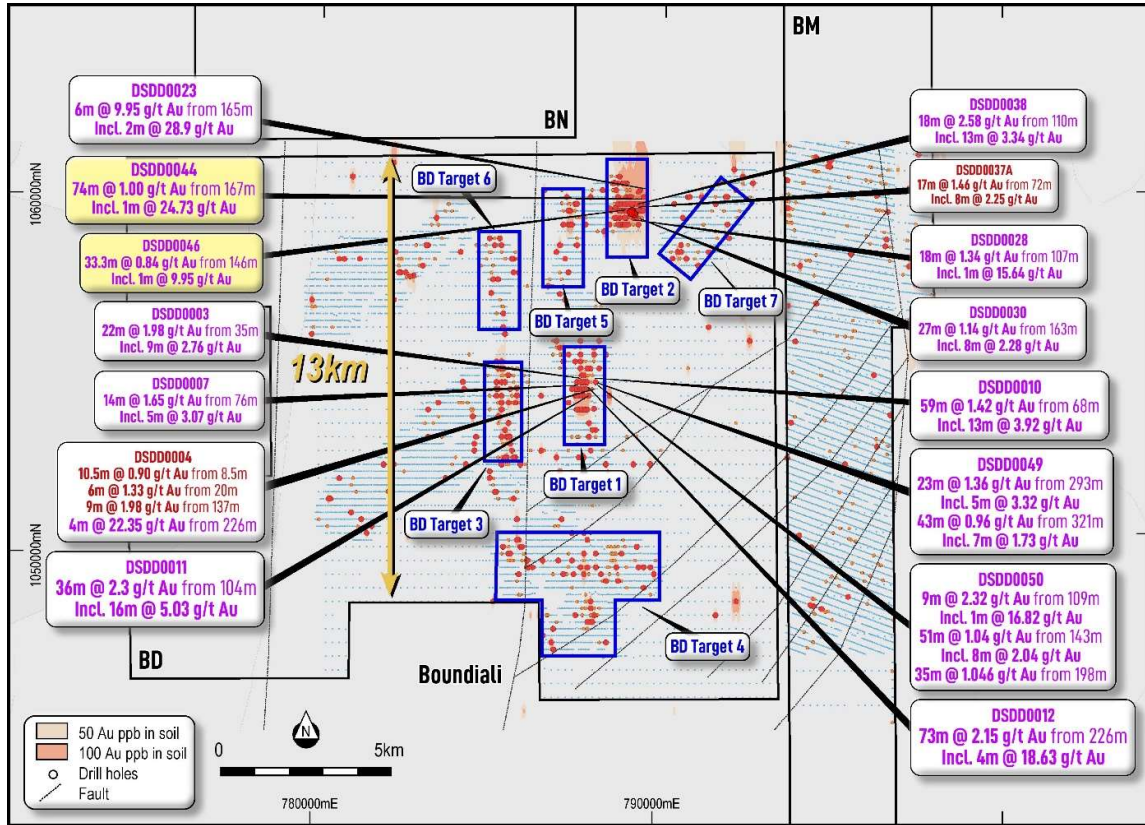 BM
BN
DSDD0023
6m @ 9.95 g/t Au from 165m
Incl. 2m @ 28.9 g/t Au
DSDD0044
74m @ 1.00 g/t Au from 167m
Incl. 1m @ 24.73 g/t Au
DSDD0046
33.3m @ 0.84 g/t Au from 146m
Incl. 1m @ 9.95 g/t Au
DSDD0003
22m @ 1.98 g/t Au from 35m
Incl. 9m @ 2.76 g/t Au
DSDD0007
14m @ 1.65 g/t Au from 76m
Incl. 5m @ 3.07 g/t Au
DSDD0004
10.5m @ 0.90 g/t Au from 8.5m
6m @ 1.33 g/t Au from 20m
9m @ 1.98 g/t Au from 137m
4m @ 22.35 g/t Au from 226m
DSDD0011
36m @ 2.3 g/t Au from 104m
Incl. 16m @ 5.03 g/t Au
1060000mN
1050000mN
13km
BD Target 6
BD Target 5
BD Target 2
BD Target 7
BD Target 1
BD Target 3
BD Target 4
BD
Boundiali
DSDD0038
18m @ 2.58 g/t Au from 110m
Incl. 13m @ 3.34 g/t Au
DSDD0037A
17m @ 1.46 g/t Au from 72m
Incl. 8m @ 2.25 g/t Au
DSDD0028
18m @ 1.34 g/t Au from 107m
Incl. 1m @ 15.64 g/t Au
DSDD0030
27m @ 1.14 g/t Au from 163m
Incl. 8m @ 2.28 g/t Au
DSDD0010
59m @ 1.42 g/t Au from 68m
Incl. 13m @ 3.92 g/t Au
DSDD0049
23m @ 1.36 g/t Au from 293m
Incl. 5m @ 3.32 g/t Au
43m @ 0.96 g/t Au from 321m
Incl. 7m @ 1.73 g/t Au
DSDD0050
9m @ 2.32 g/t Au from 109m
Incl. 1m @ 16.82 g/t Au
51m @ 1.04 g/t Au from 143m
Incl. 8m @ 2.04 g/t Au
35m @ 1.046 g/t Au from 198m
DSDD0012
73m @ 2.15 g/t Au from 226m
Incl. 4m @ 18.63 g/t Au
50 Au ppb in soil
100 Au ppb in soil
Drill holes
Fault
N
0
5km
780000mE
790000mE